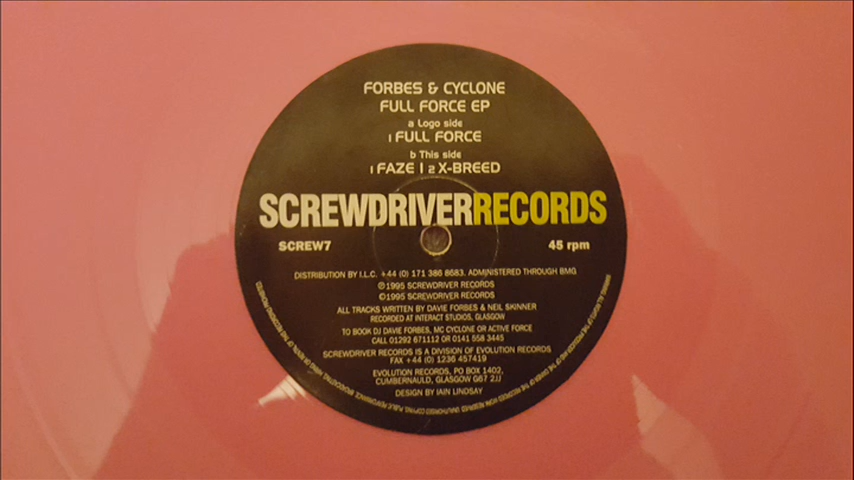 FORBES & CYCLONE
FULL FORCE EP
a Logo side
1 FULL FORCE
b This side
1 FAZE 1 2 X-BREED
SCREWDRIVERRECORDS
SCREW7
45 rpm
DISTRIBUTION BY I.L.C. +44 (0) 171 386 8683. ADMINISTERED THROUGH BMG
℗1995 SCREWDRIVER RECORDS
©1995 SCREWDRIVER RECORDS
ALL TRACKS WRITTEN BY DAVIE FORBES & NEIL SKINNER
RECORDED AT INTERACT STUDIOS, GLASGOW
TO BOOK DJ DAVIE FORBES, MC CYCLONE OR ACTIVE FORCE
CALL 01292 671112 OR 0141 558 3445
SCREWDRIVER RECORDS IS A DIVISION OF EVOLUTION RECORDS
FAX +44 (0) 1236 457419
EVOLUTION RECORDS, PO BOX 1402,
CUMBERNAULD, GLASGOW G67 2JJ
DESIGN BY IAIN LINDSAY